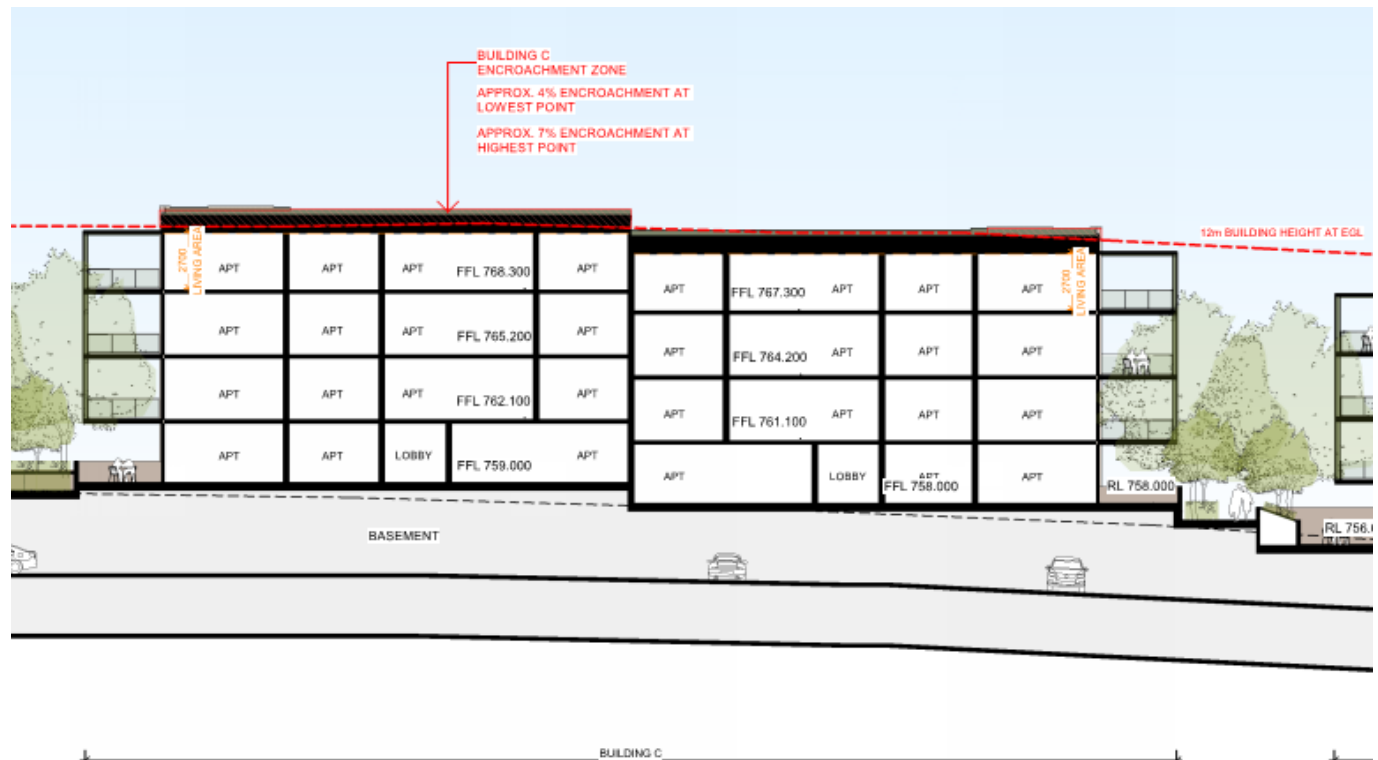 BUILDING C
ENCROACHMENT ZONE
APPROX. 4% ENCROACHMENT AT
LOWEST POINT
APPROX. 7% ENCROACHMENT AT
HIGHEST POINT
12m BUILDING HEIGHT AT EGL
2700
LIVING AREA
APT APT APT FFL 768.300 APT
APT FFL 767.300 APT APT APT
2700
LIVING AREA
APT APT APT FFL 765.200 APT
APT FFL 764.200 APT APT APT
APT APT APT FFL 762.100 APT
APT FFL 761.100 APT APT APT
APT APT LOBBY FFL 759.000 APT
APT LOBBY APT APT
FFL 758.000
RL 758.000
RL 756.0
BASEMENT
BUILDING C